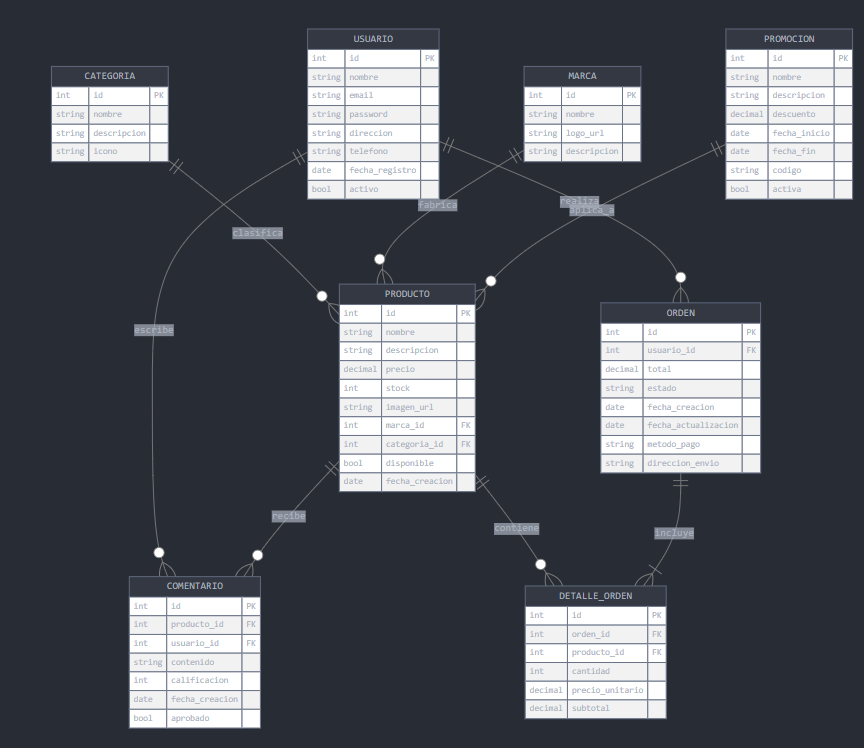 CATEGORIA
int id PK
string nombre
string descripcion
string icono
USUARIO
int id PK
string nombre
string email
string password
string direccion
string telefono
date fecha_registro
bool activo
MARCA
int id PK
string nombre
string logo_url
string descripcion
PROMOCION
int id PK
string nombre
string descripcion
decimal descuento
date fecha_inicio
date fecha_fin
string codigo
bool activa
clasifica
fabrica
realiza
aplica_a
escribe
PRODUCTO
int id PK
string nombre
string descripcion
decimal precio
int stock
string imagen_url
int marca_id FK
int categoria_id FK
bool disponible
date fecha_creacion
ORDEN
int id PK
int usuario_id FK
decimal total
string estado
date fecha_creacion
date fecha_actualizacion
string metodo_pago
string direccion_envio
recibe
contiene
incluye
COMENTARIO
int id PK
int producto_id FK
int usuario_id FK
string contenido
int calificacion
date fecha_creacion
bool aprobado
DETALLE_ORDEN
int id PK
int orden_id FK
int producto_id FK
int cantidad
decimal precio_unitario
decimal subtotal